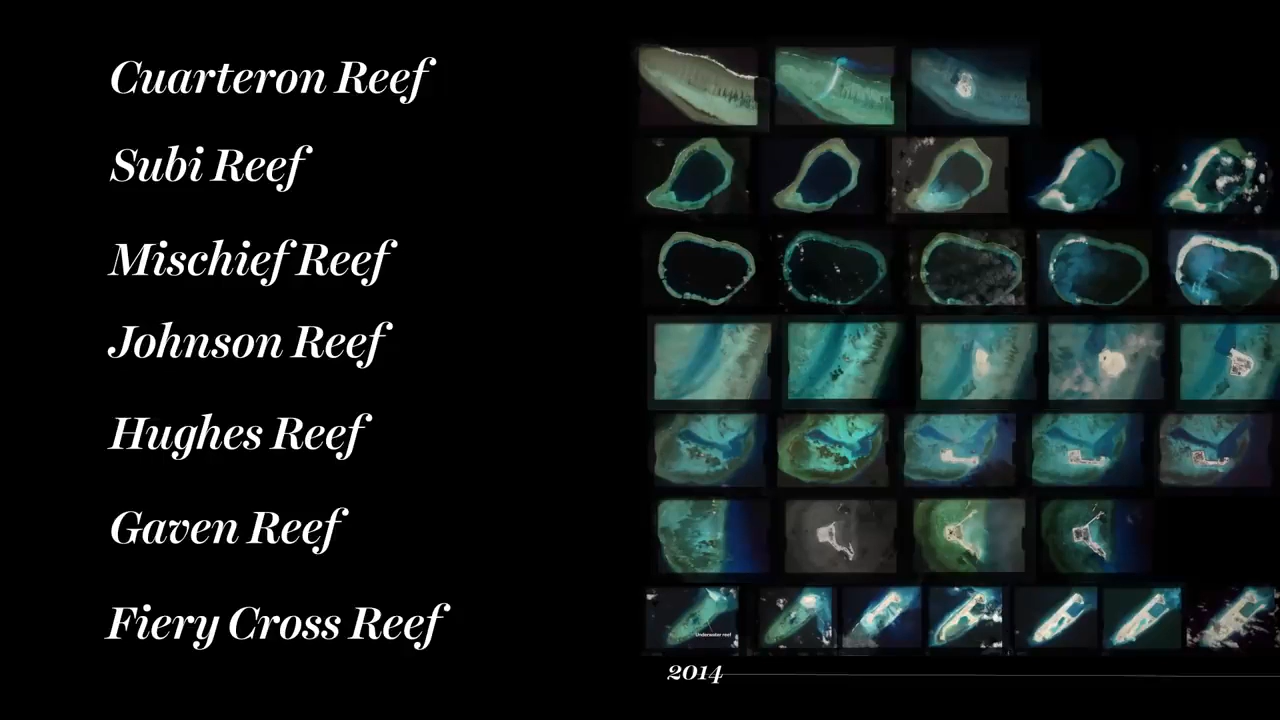 Cuarteron Reef
Subi Reef
Mischief Reef
Johnson Reef
Hughes Reef
Gaven Reef
Fiery Cross Reef
Underwater reef
2014